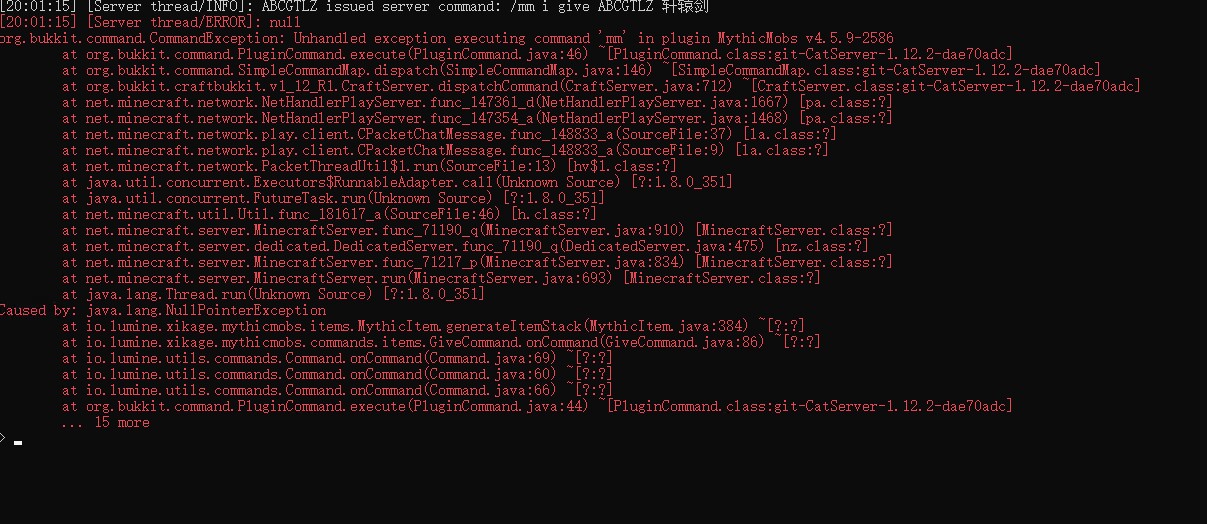 [20:01:15] [Server thread/INFO]: ABCGTLZ issued server command: /mm i give ABCGTLZ 轩辕剑
[20:01:15] [Server thread/ERROR]: null
org.bukkit.command.CommandException: Unhandled exception executing command 'mm' in plugin MythicMobs v4.5.9-2586
at org.bukkit.command.PluginCommand.execute(PluginCommand.java:46) ~[PluginCommand.class:git-CatServer-1.12.2-dae70adc]
at org.bukkit.command.SimpleCommandMap.dispatch(SimpleCommandMap.java:146) ~[SimpleCommandMap.class:git-CatServer-1.12.2-dae70adc]
at org.bukkit.craftbukkit.v1_12_R1.CraftServer.dispatchCommand(CraftServer.java:712) ~[CraftServer.class:git-CatServer-1.12.2-dae70adc]
at net.minecraft.network.NetHandlerPlayServer.func_147361_d(NetHandlerPlayServer.java:1667) [pa.class:?]
at net.minecraft.network.NetHandlerPlayServer.func_147354_a(NetHandlerPlayServer.java:1468) [pa.class:?]
at net.minecraft.network.play.client.CPacketChatMessage.func_148833_a(SourceFile:37) [la.class:?]
at net.minecraft.network.play.client.CPacketChatMessage.func_148833_a(SourceFile:9) [la.class:?]
at net.minecraft.network.PacketThreadUtil$1.run(SourceFile:13) [hv$1.class:?]
at java.util.concurrent.Executors$RunnableAdapter.call(Unknown Source) [?:1.8.0_351]
at java.util.concurrent.FutureTask.run(Unknown Source) [?:1.8.0_351]
at net.minecraft.util.Util.func_181617_a(SourceFile:46) [h.class:?]
at net.minecraft.server.MinecraftServer.func_71190_q(MinecraftServer.java:910) [MinecraftServer.class:?]
at net.minecraft.server.dedicated.DedicatedServer.func_71190_q(DedicatedServer.java:475) [nz.class:?]
at net.minecraft.server.MinecraftServer.func_71217_p(MinecraftServer.java:834) [MinecraftServer.class:?]
at net.minecraft.server.MinecraftServer.run(MinecraftServer.java:693) [MinecraftServer.class:?]
at java.lang.Thread.run(Unknown Source) [?:1.8.0_351]
Caused by: java.lang.NullPointerException
at io.lumine.xikage.mythicmobs.items.MythicItem.generateItemStack(MythicItem.java:384) ~[?:?]
at io.lumine.xikage.mythicmobs.commands.items.GiveCommand.onCommand(GiveCommand.java:86) ~[?:?]
at io.lumine.utils.commands.Command.onCommand(Command.java:69) ~[?:?]
at io.lumine.utils.commands.Command.onCommand(Command.java:60) ~[?:?]
at io.lumine.utils.commands.Command.onCommand(Command.java:66) ~[?:?]
at org.bukkit.command.PluginCommand.execute(PluginCommand.java:44) ~[PluginCommand.class:git-CatServer-1.12.2-dae70adc]
... 15 more
>